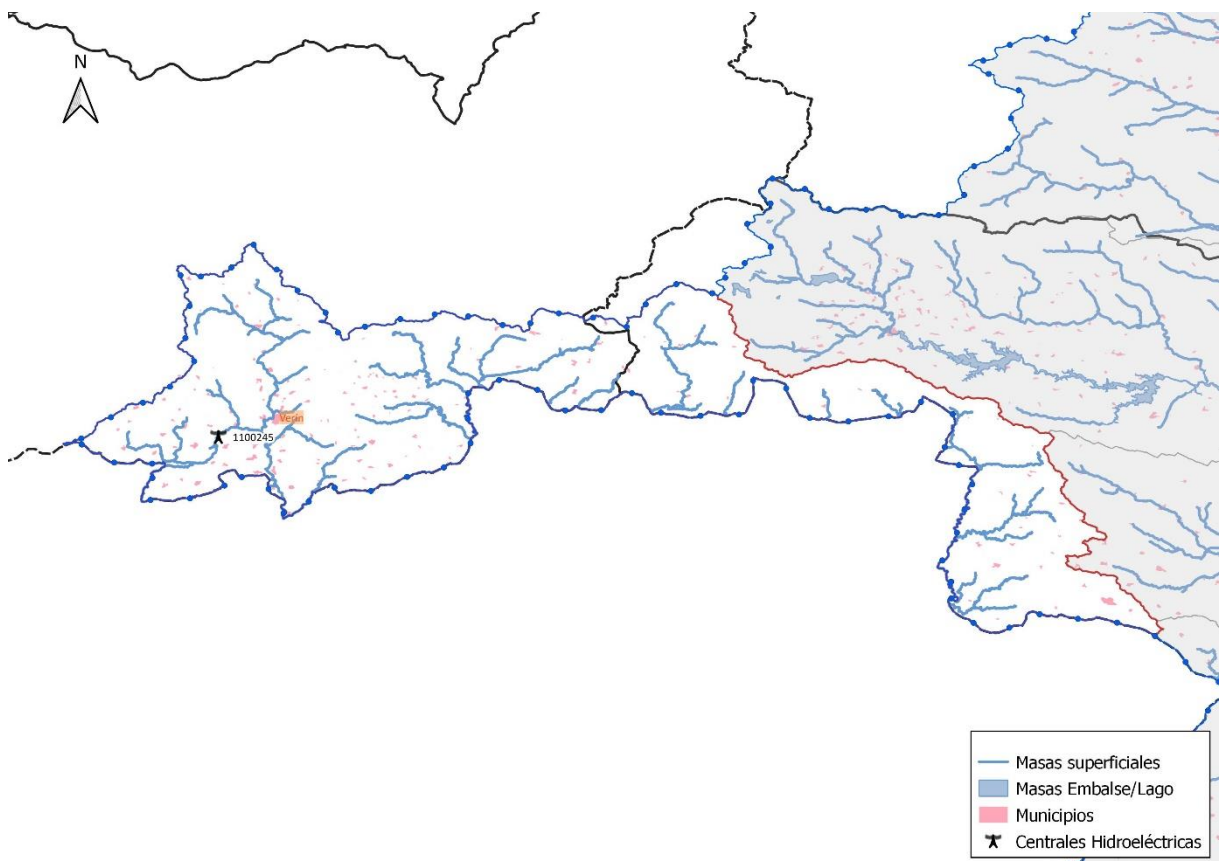 N
Verín
1100245
Masas superficiales
Masas Embalse/Lago
Municipios
Centrales Hidroeléctricas